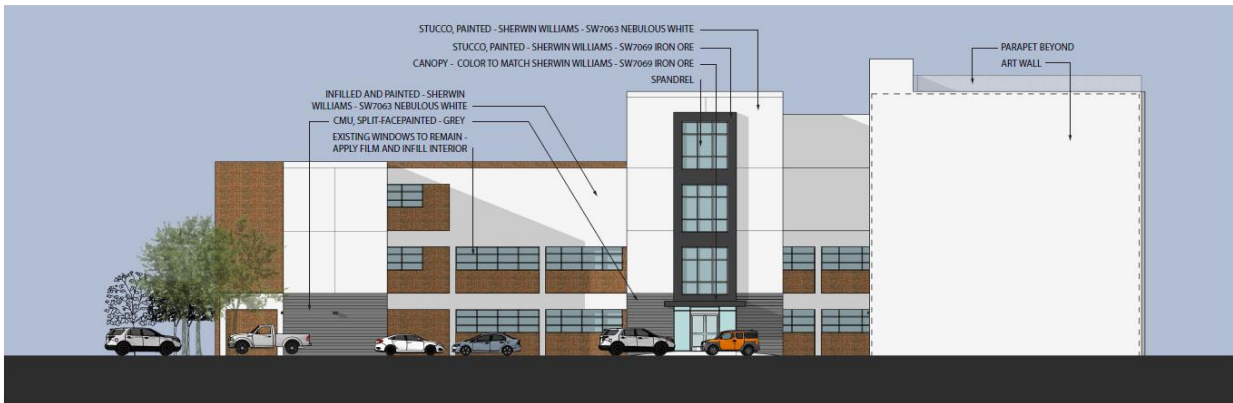 STUCCO, PAINTED - SHERWIN WILLIAMS - SW7063 NEBULOUS WHITE
STUCCO, PAINTED - SHERWIN WILLIAMS - SW7069 IRON ORE
CANOPY - COLOR TO MATCH SHERWIN WILLIAMS - SW7069 IRON ORE
SPANDREL
INFILLED AND PAINTED - SHERWIN
WILLIAMS - SW7063 NEBULOUS WHITE
CMU, SPLIT-FACEPAINTED - GREY
EXISTING WINDOWS TO REMAIN -
APPLY FILM AND INFILL INTERIOR
PARAPET BEYOND
ART WALL